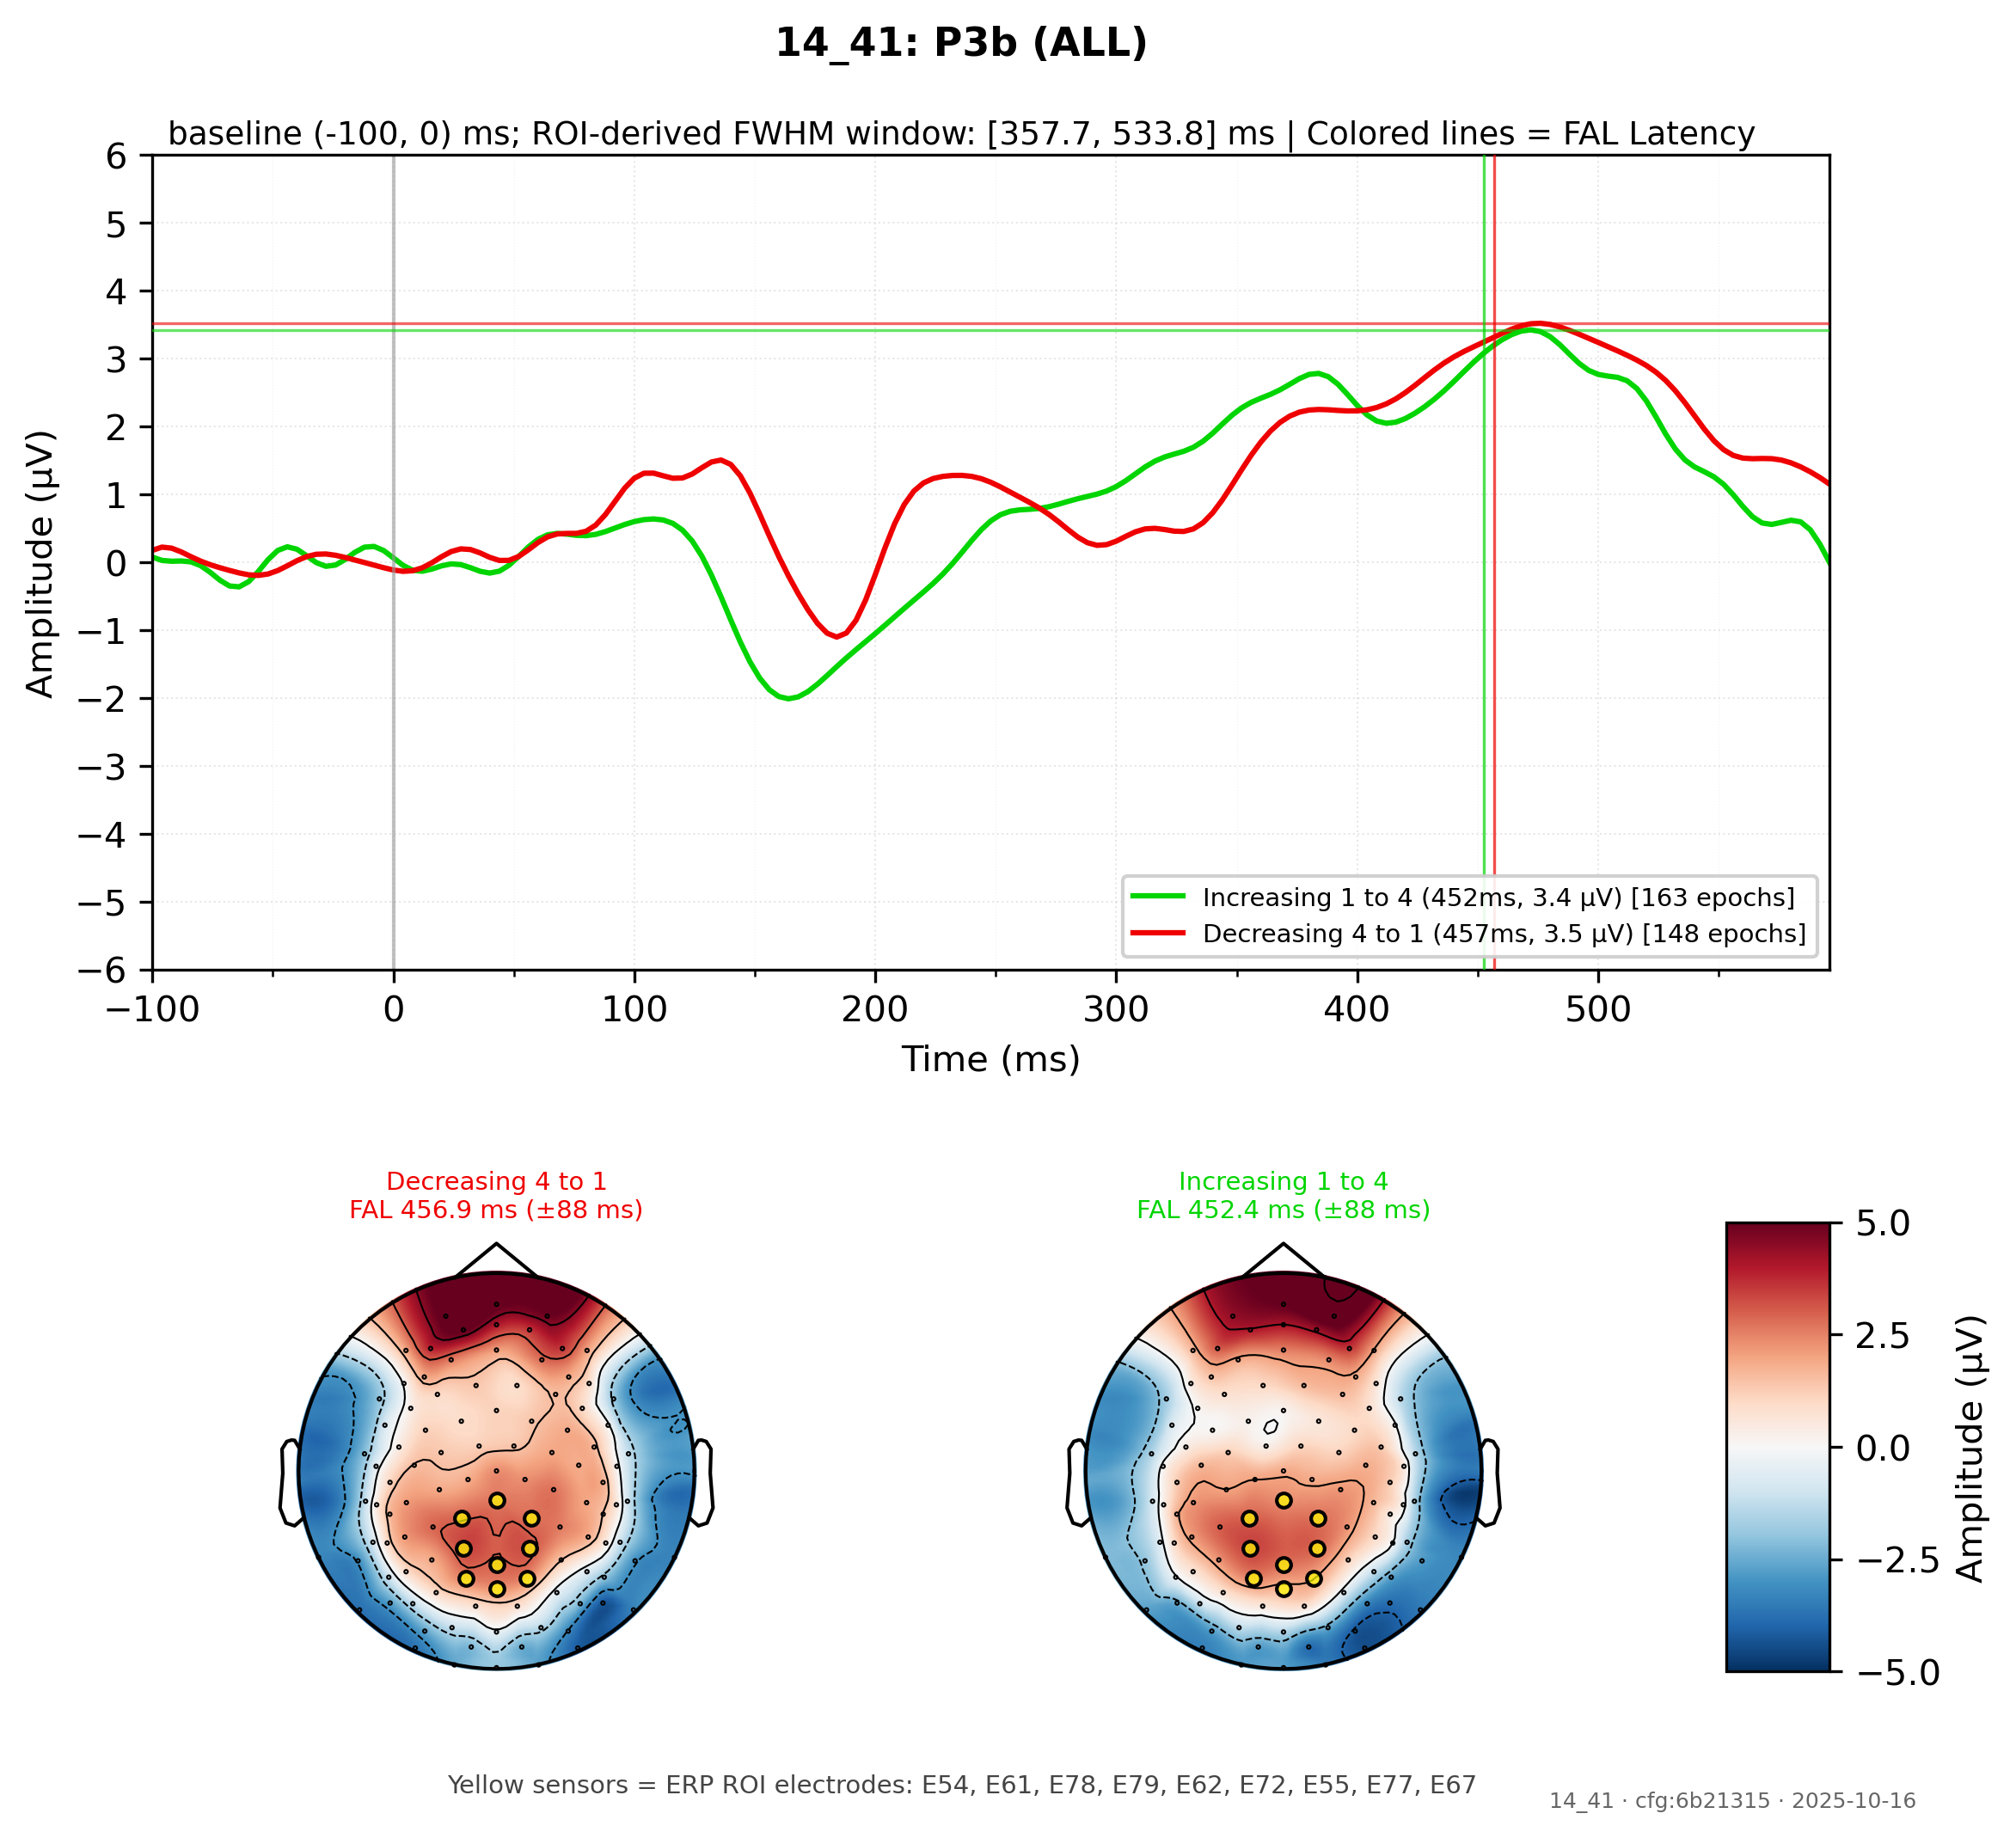 14_41: P3b (ALL)
baseline (-100, 0) ms; ROI-derived FWHM window: [357.7, 533.8] ms | Colored lines = FAL Latency
6
5
4
3
2
1
0
−1
−2
−3
−4
−5
−6
Amplitude (µV)
Increasing 1 to 4 (452ms, 3.4 µV) [163 epochs]
Decreasing 4 to 1 (457ms, 3.5 µV) [148 epochs]
−100 0 100 200 300 400 500
Time (ms)
Decreasing 4 to 1
FAL 456.9 ms (±88 ms)
Increasing 1 to 4
FAL 452.4 ms (±88 ms)
5.0
2.5
0.0
−2.5
−5.0
Amplitude (µV)
Yellow sensors = ERP ROI electrodes: E54, E61, E78, E79, E62, E72, E55, E77, E67
14_41 · cfg:6b21315 · 2025-10-16